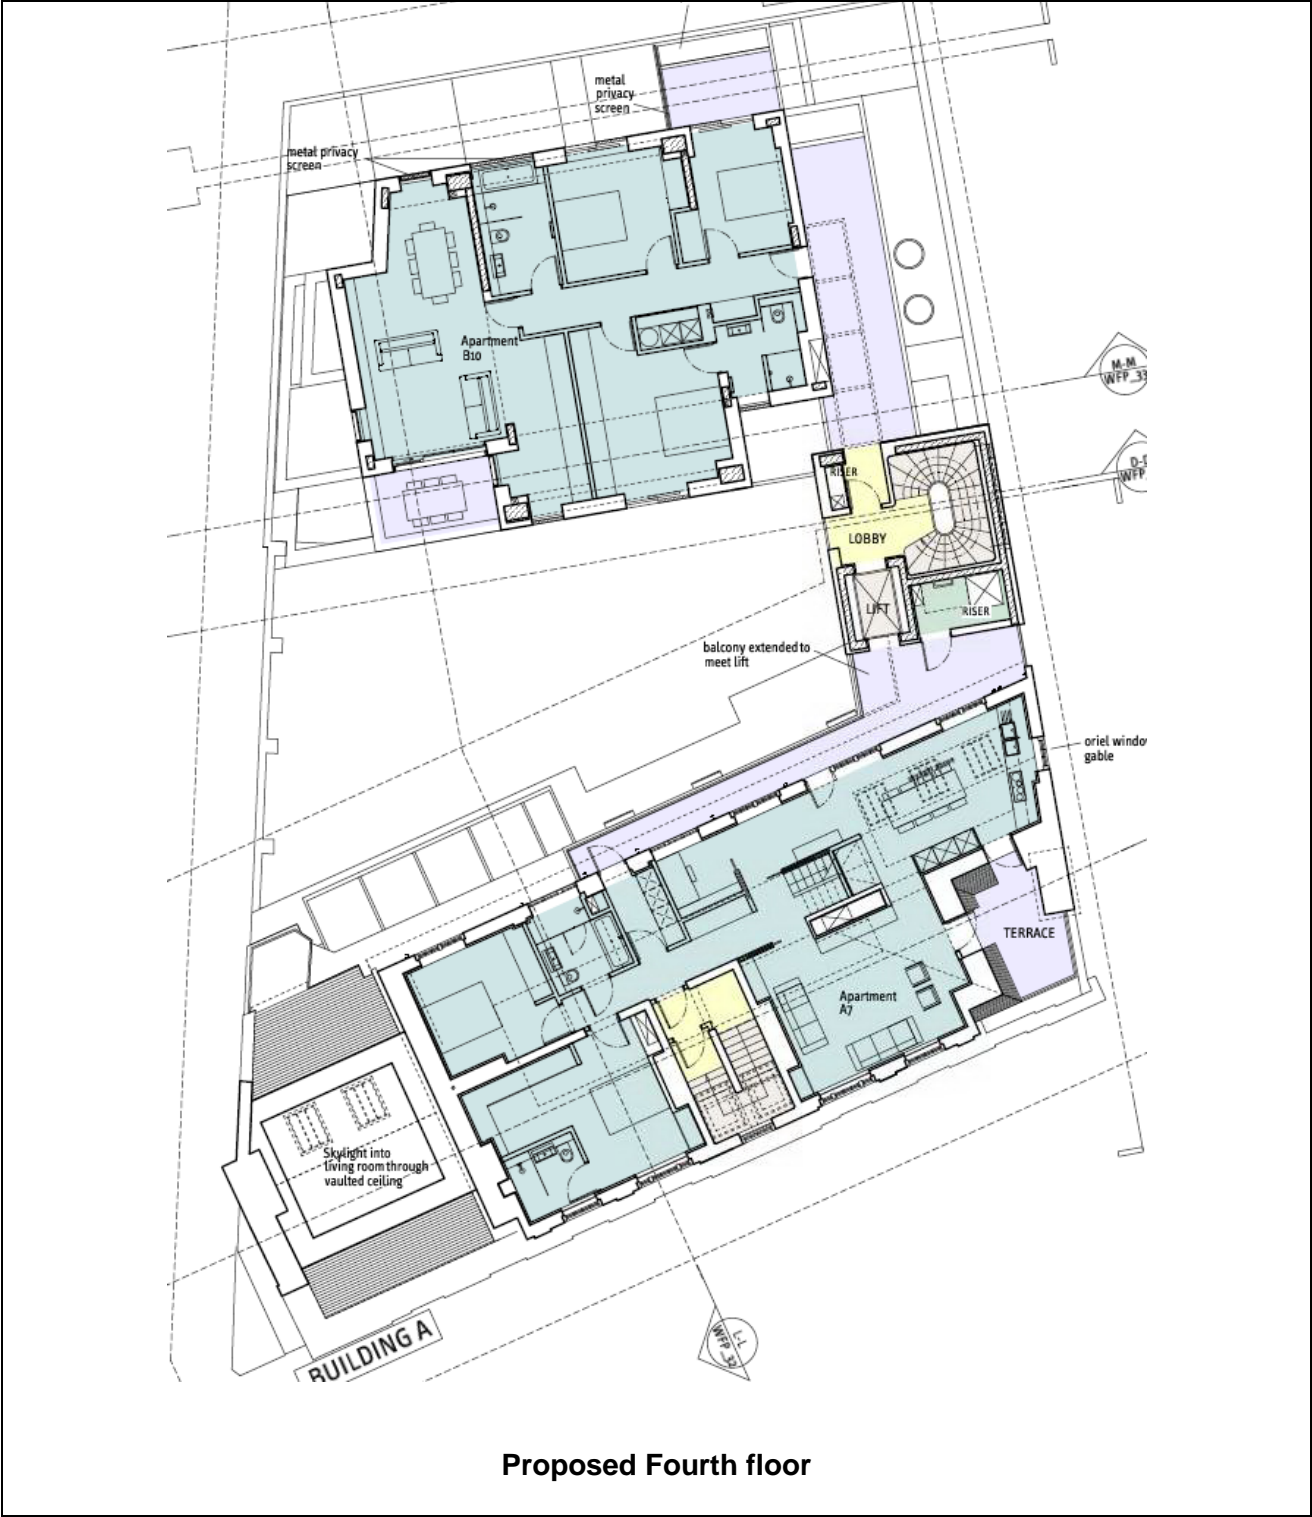 metal
privacy
screen
metal privacy
screen
Apartment
B10
M-M
WFP_33
RISER
LOBBY
LIFT
RISER
balcony extended to
meet lift
oriel windo
gable
TERRACE
Apartment
A7
Skylight into
living room through
vaulted ceiling
BUILDING A
L-L
WFP_32
Proposed Fourth floor